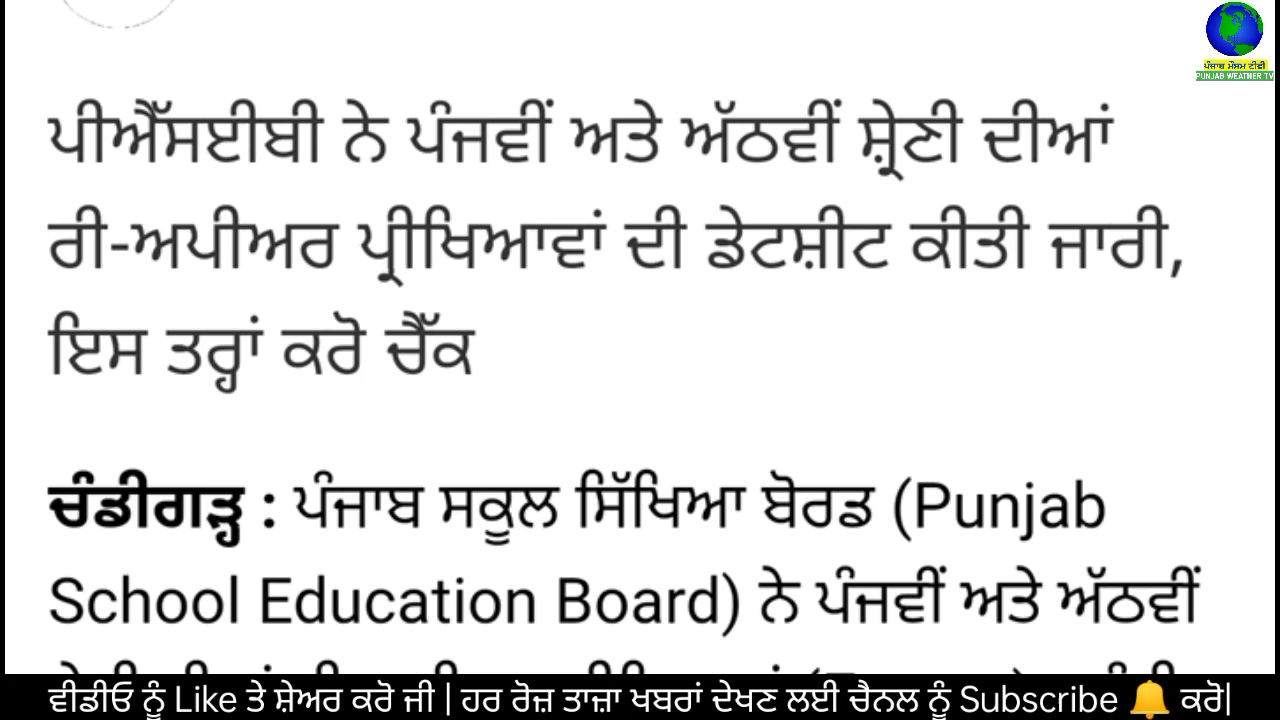 ਪੰਜਾਬ ਮੌਸਮ ਟੀਵੀ
PUNJAB WEATHER TV
ਪੀਐੱਸਈਬੀ ਨੇ ਪੰਜਵੀਂ ਅਤੇ ਅੱਠਵੀਂ ਸ਼੍ਰੇਣੀ ਦੀਆਂ
ਰੀ-ਅਪੀਅਰ ਪ੍ਰੀਖਿਆਵਾਂ ਦੀ ਡੇਟਸ਼ੀਟ ਕੀਤੀ ਜਾਰੀ,
ਇਸ ਤਰ੍ਹਾਂ ਕਰੋ ਚੈੱਕ
ਚੰਡੀਗੜ੍ਹ : ਪੰਜਾਬ ਸਕੂਲ ਸਿੱਖਿਆ ਬੋਰਡ (Punjab
School Education Board) ਨੇ ਪੰਜਵੀਂ ਅਤੇ ਅੱਠਵੀਂ
ਵੀਡੀਓ ਨੂੰ Like ਤੇ ਸ਼ੇਅਰ ਕਰੋ ਜੀ | ਹਰ ਰੋਜ਼ ਤਾਜ਼ਾ ਖਬਰਾਂ ਦੇਖਣ ਲਈ ਚੈਨਲ ਨੂੰ Subscribe 🔔 ਕਰੋ|